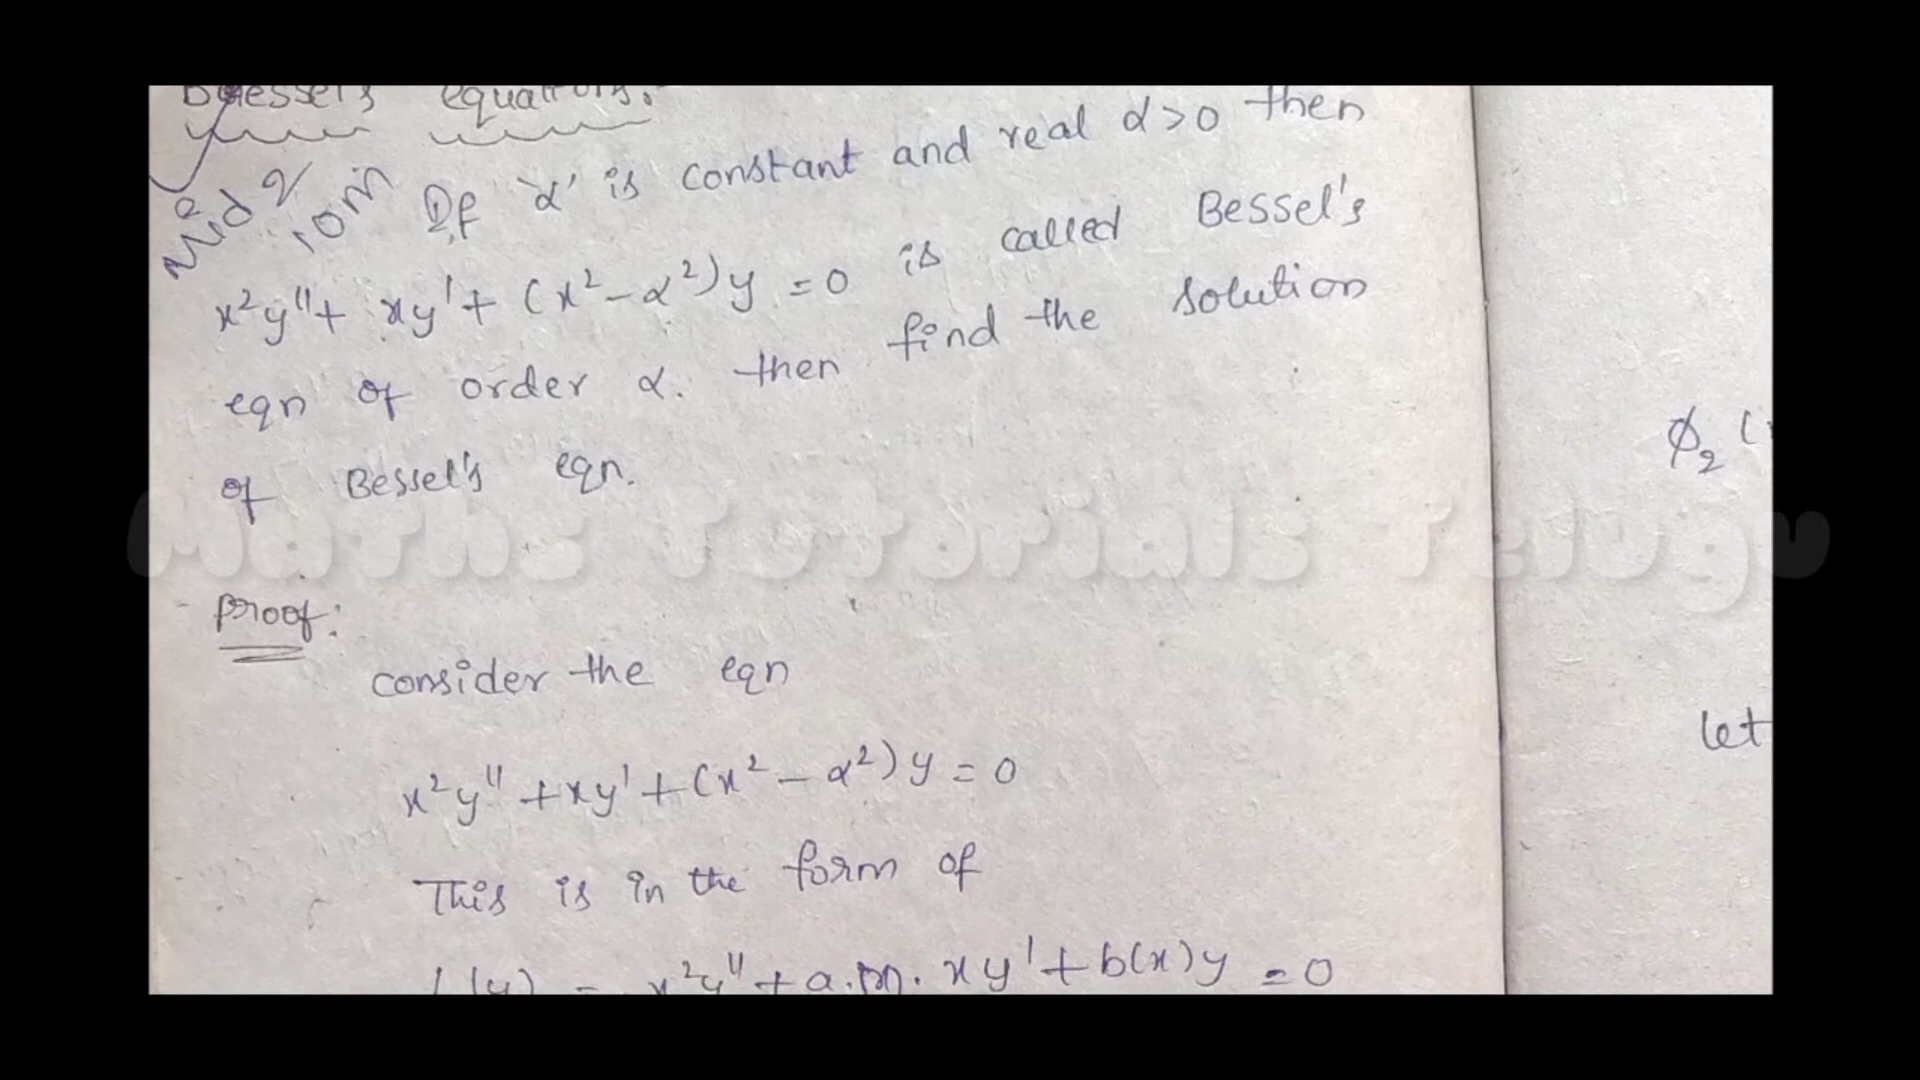 Bessel's equations.
Mid 2
10m
If 'α' is constant and real α>0 then
x²y''+ xy'+ (x²-α²)y =0 is called Bessel's
eqn of order α. then find the solution
of Bessel's eqn.
Maths Tutorials Telugu
Proof:
consider the eqn
x²y'' +xy'+(x²-α²)y=0
This is in the form of
L(y) = x²y''+a(x). xy'+b(x)y =0
ϕ₂ (
let